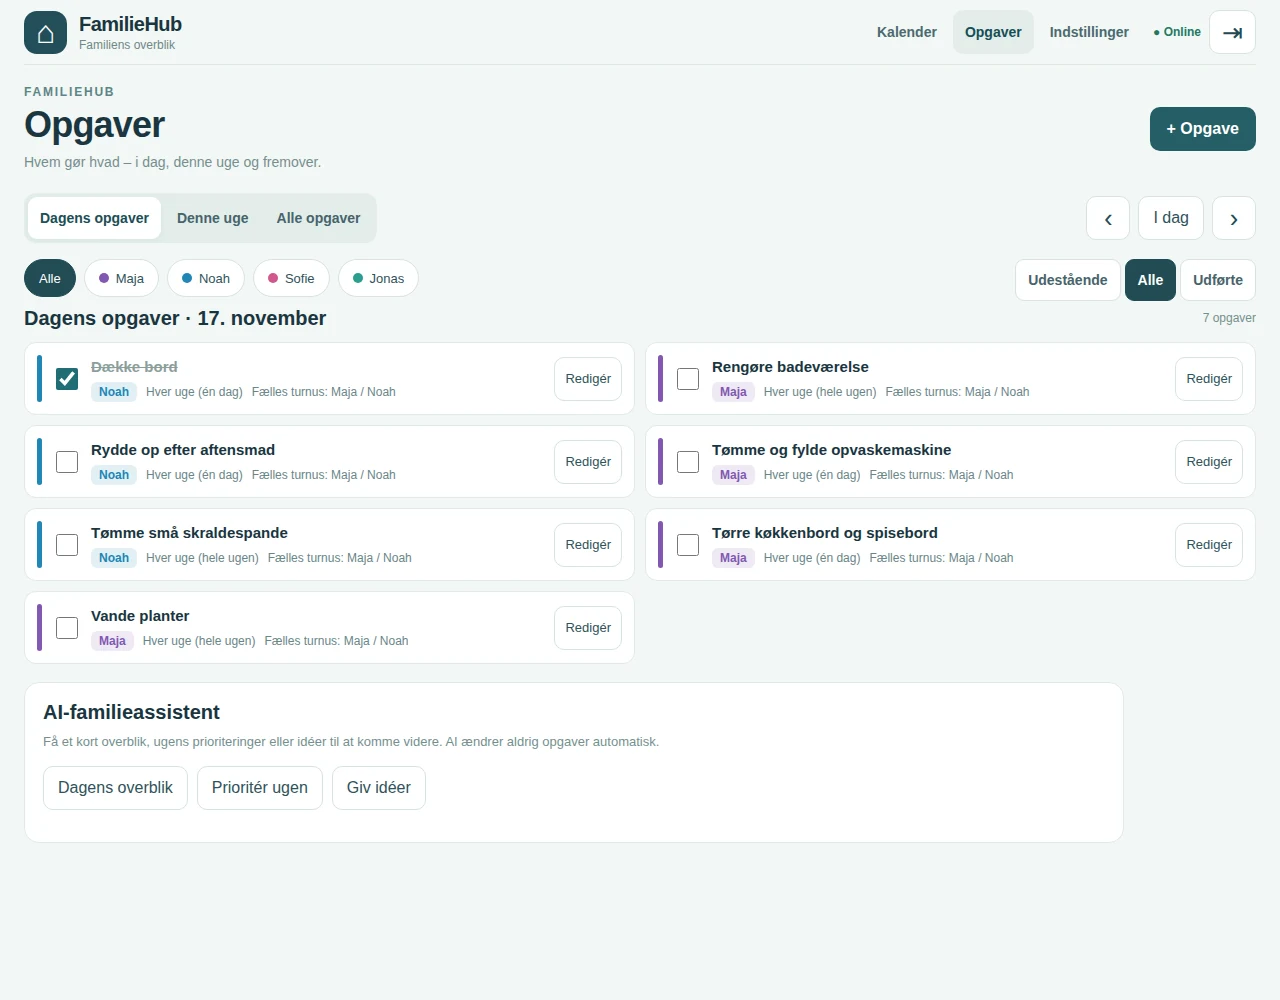 FamilieHub
Familiens overblik
Kalender
Opgaver
Indstillinger
● Online
FAMILIEHUB
Opgaver
Hvem gør hvad – i dag, denne uge og fremover.
+ Opgave
Dagens opgaver
Denne uge
Alle opgaver
I dag
Alle
Maja
Noah
Sofie
Jonas
Udestående
Alle
Udførte
Dagens opgaver · 17. november
7 opgaver
Dække bord
Noah Hver uge (én dag) Fælles turnus: Maja / Noah
Redigér
Rengøre badeværelse
Maja Hver uge (hele ugen) Fælles turnus: Maja / Noah
Redigér
Rydde op efter aftensmad
Noah Hver uge (én dag) Fælles turnus: Maja / Noah
Redigér
Tømme og fylde opvaskemaskine
Maja Hver uge (én dag) Fælles turnus: Maja / Noah
Redigér
Tømme små skraldespande
Noah Hver uge (hele ugen) Fælles turnus: Maja / Noah
Redigér
Tørre køkkenbord og spisebord
Maja Hver uge (én dag) Fælles turnus: Maja / Noah
Redigér
Vande planter
Maja Hver uge (hele ugen) Fælles turnus: Maja / Noah
Redigér
AI-familieassistent
Få et kort overblik, ugens prioriteringer eller idéer til at komme videre. AI ændrer aldrig opgaver automatisk.
Dagens overblik
Prioritér ugen
Giv idéer